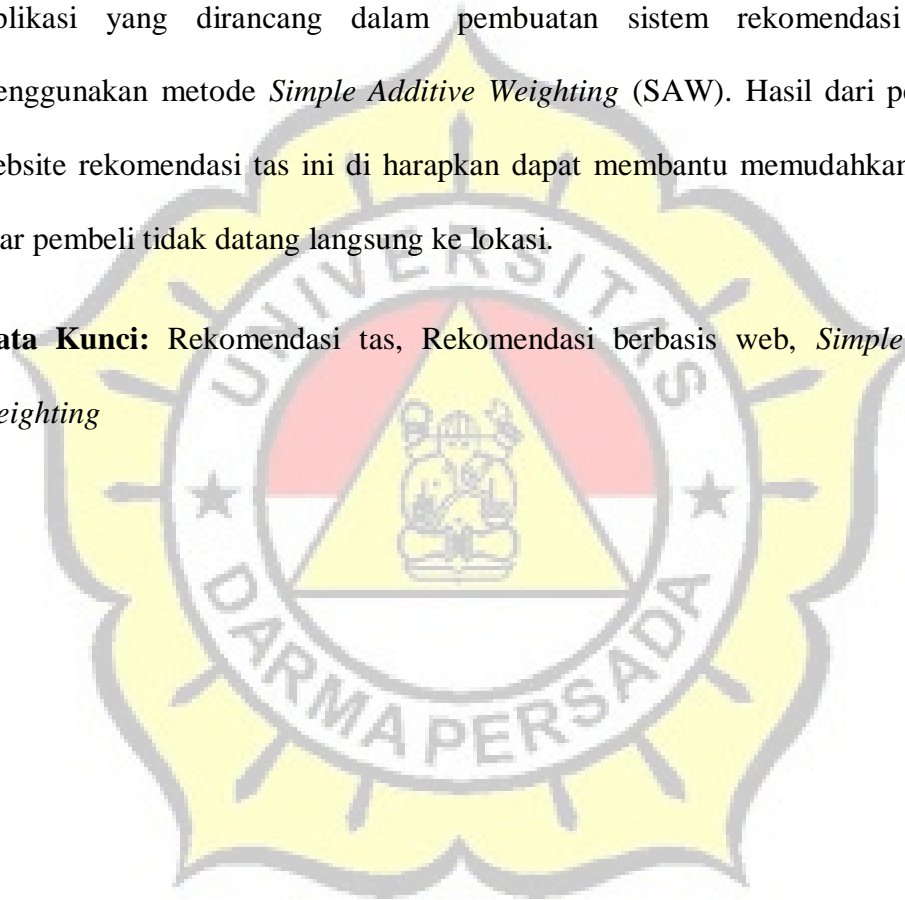 plikasi yang dirancang dalam pembuatan sistem rekomendasi
enggunakan metode Simple Additive Weighting (SAW). Hasil dari pe
ebsite rekomendasi tas ini di harapkan dapat membantu memudahkan
ar pembeli tidak datang langsung ke lokasi.
ata Kunci: Rekomendasi tas, Rekomendasi berbasis web, Simple
eighting
UNIVERSITAS
DARMA PERSADA